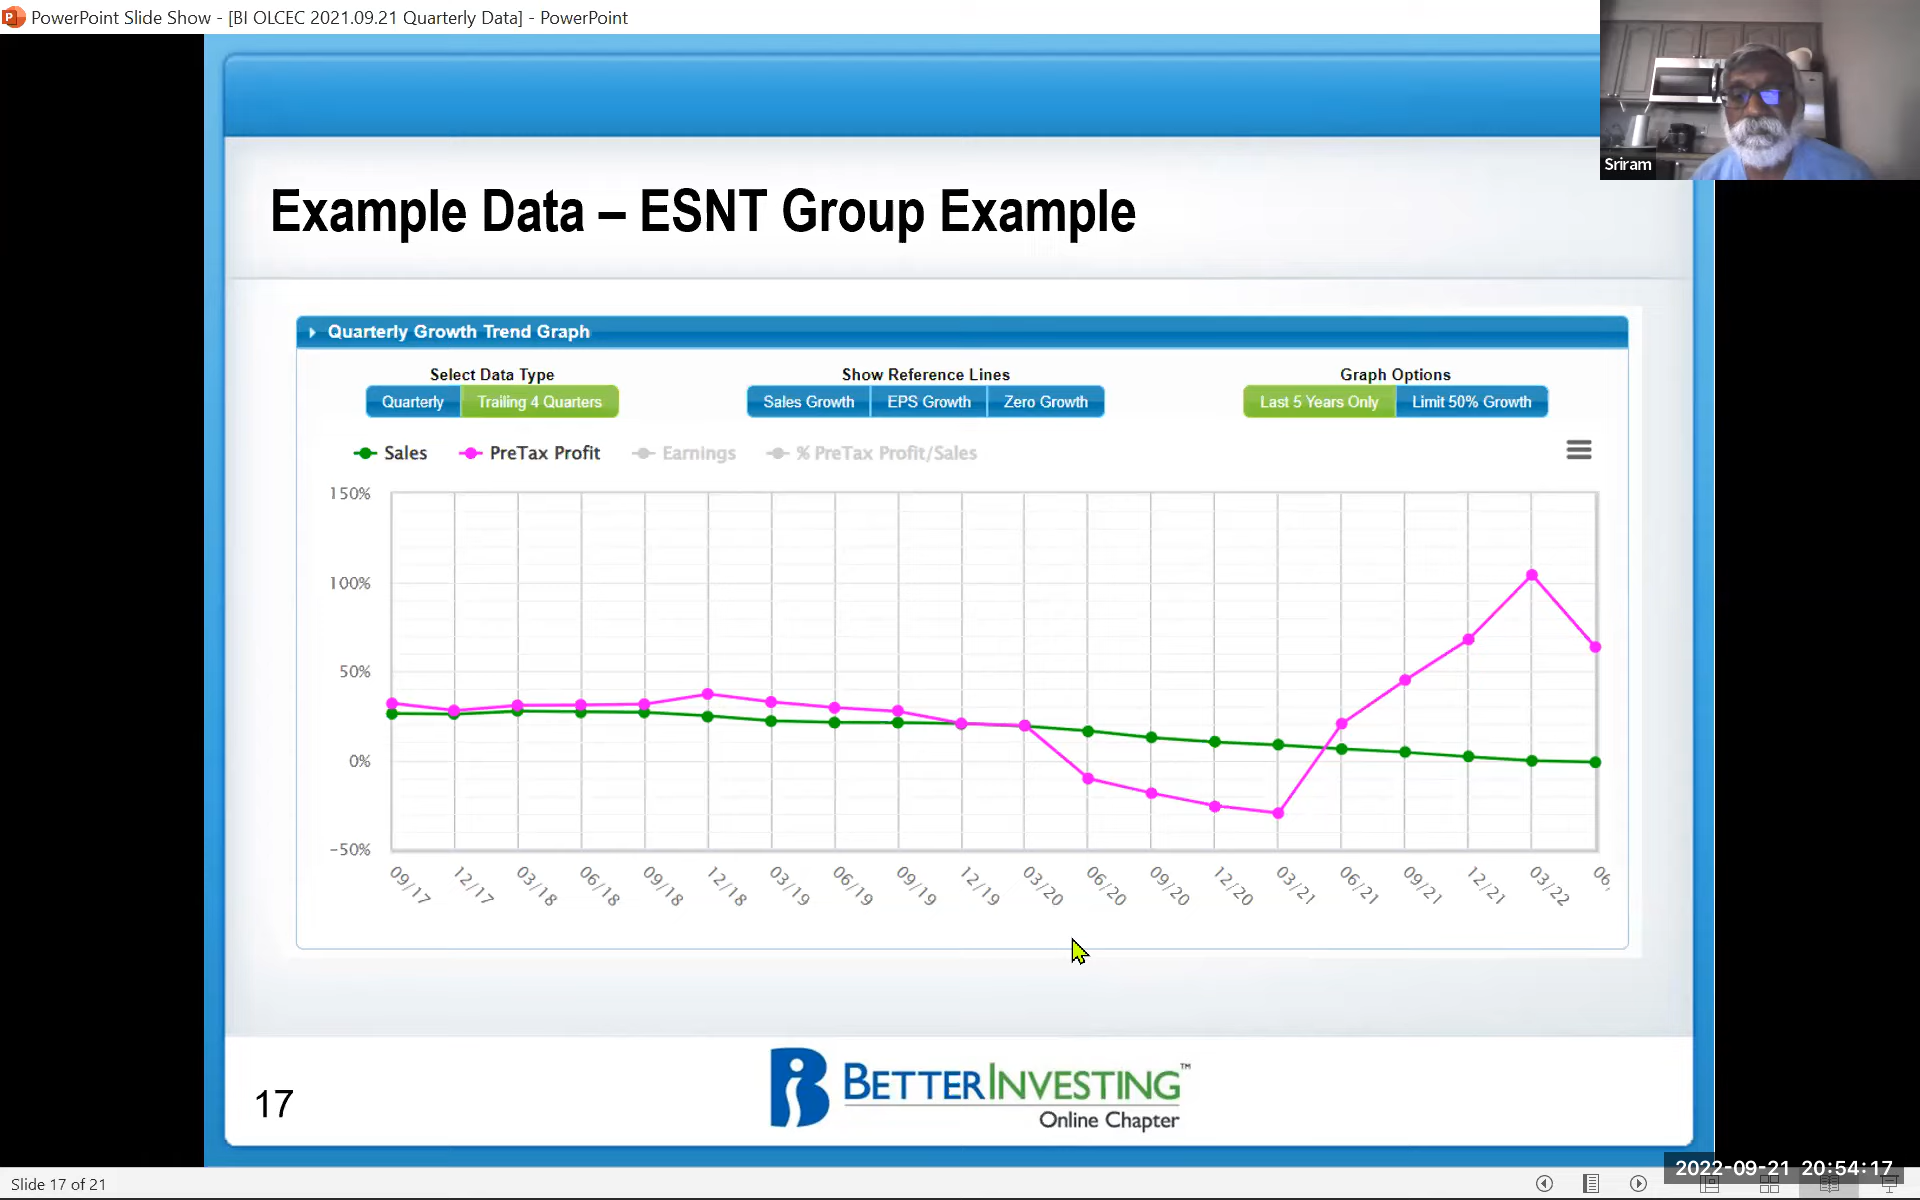 PowerPoint Slide Show - [BI OLCEC 2021.09.21 Quarterly Data] - PowerPoint
Sriram
Example Data – ESNT Group Example
Quarterly Growth Trend Graph
Select Data Type Show Reference Lines Graph Options
Quarterly Trailing 4 Quarters Sales Growth EPS Growth Zero Growth Last 5 Years Only Limit 50% Growth
Sales PreTax Profit Earnings % PreTax Profit/Sales
150%
100%
50%
0%
-50%
09/17 12/17 03/18 06/18 09/18 12/18 03/19 06/19 09/19 12/19 03/20 06/20 09/20 12/20 03/21 06/21 09/21 12/21 03/22 06,
17
BETTERINVESTING™
Online Chapter
2022-09-21 20:54:17
Slide 17 of 21